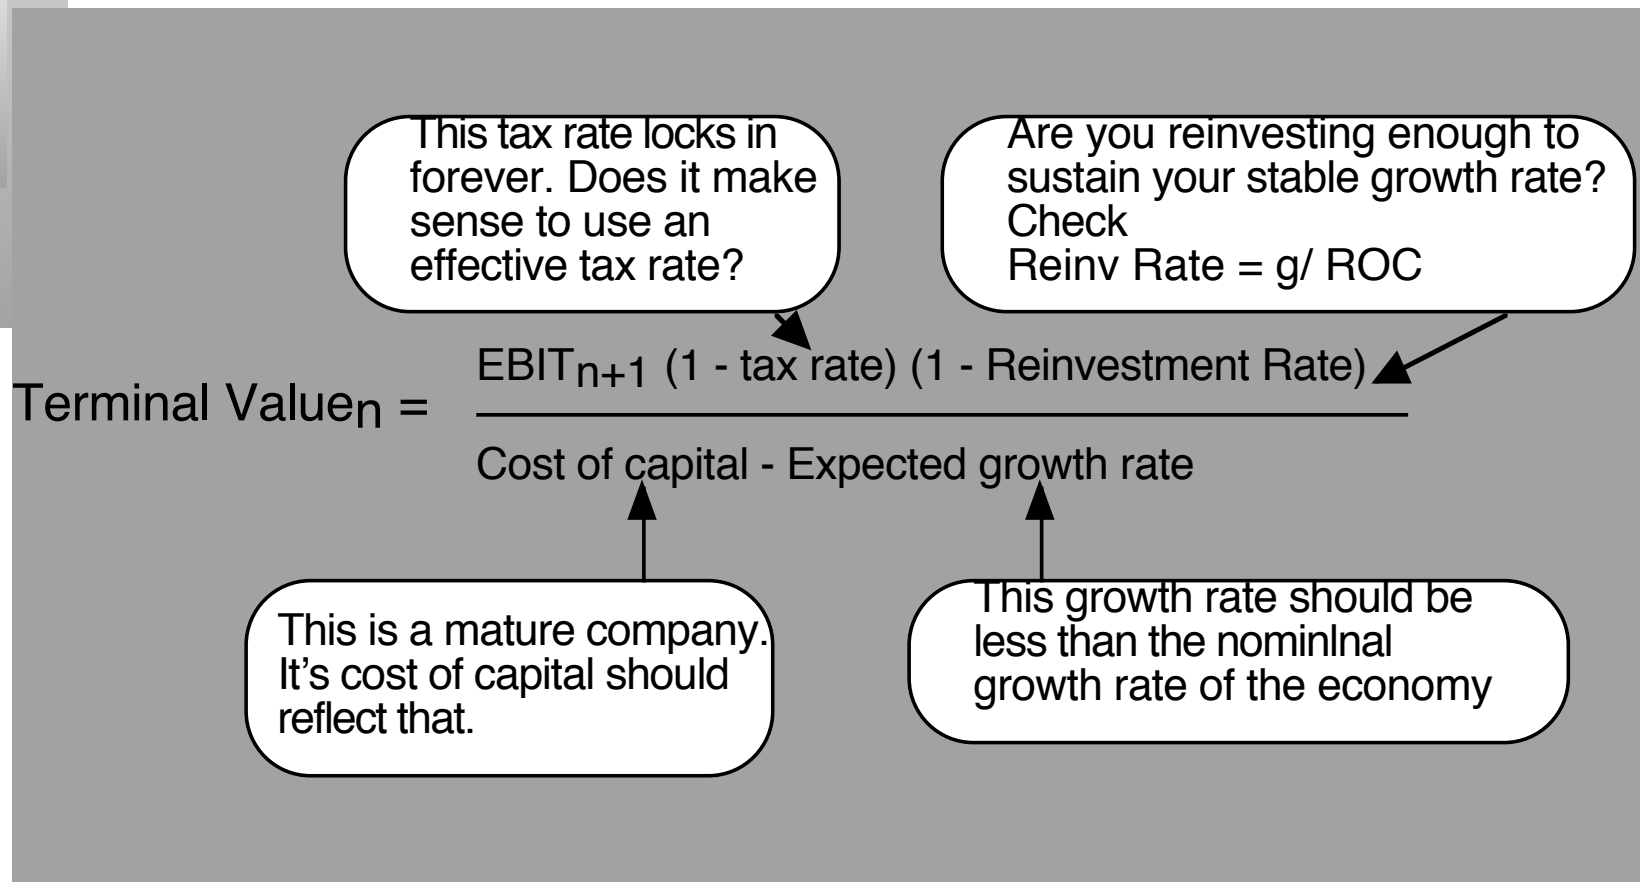 This tax rate locks in
forever. Does it make
sense to use an
effective tax rate?
Are you reinvesting enough to
sustain your stable growth rate?
Check
Reinv Rate = g/ ROC
EBITn+1 (1 - tax rate) (1 - Reinvestment Rate)
Terminal Valuen =
Cost of capital - Expected growth rate
This is a mature company.
It's cost of capital should
reflect that.
This growth rate should be
less than the nominlnal
growth rate of the economy